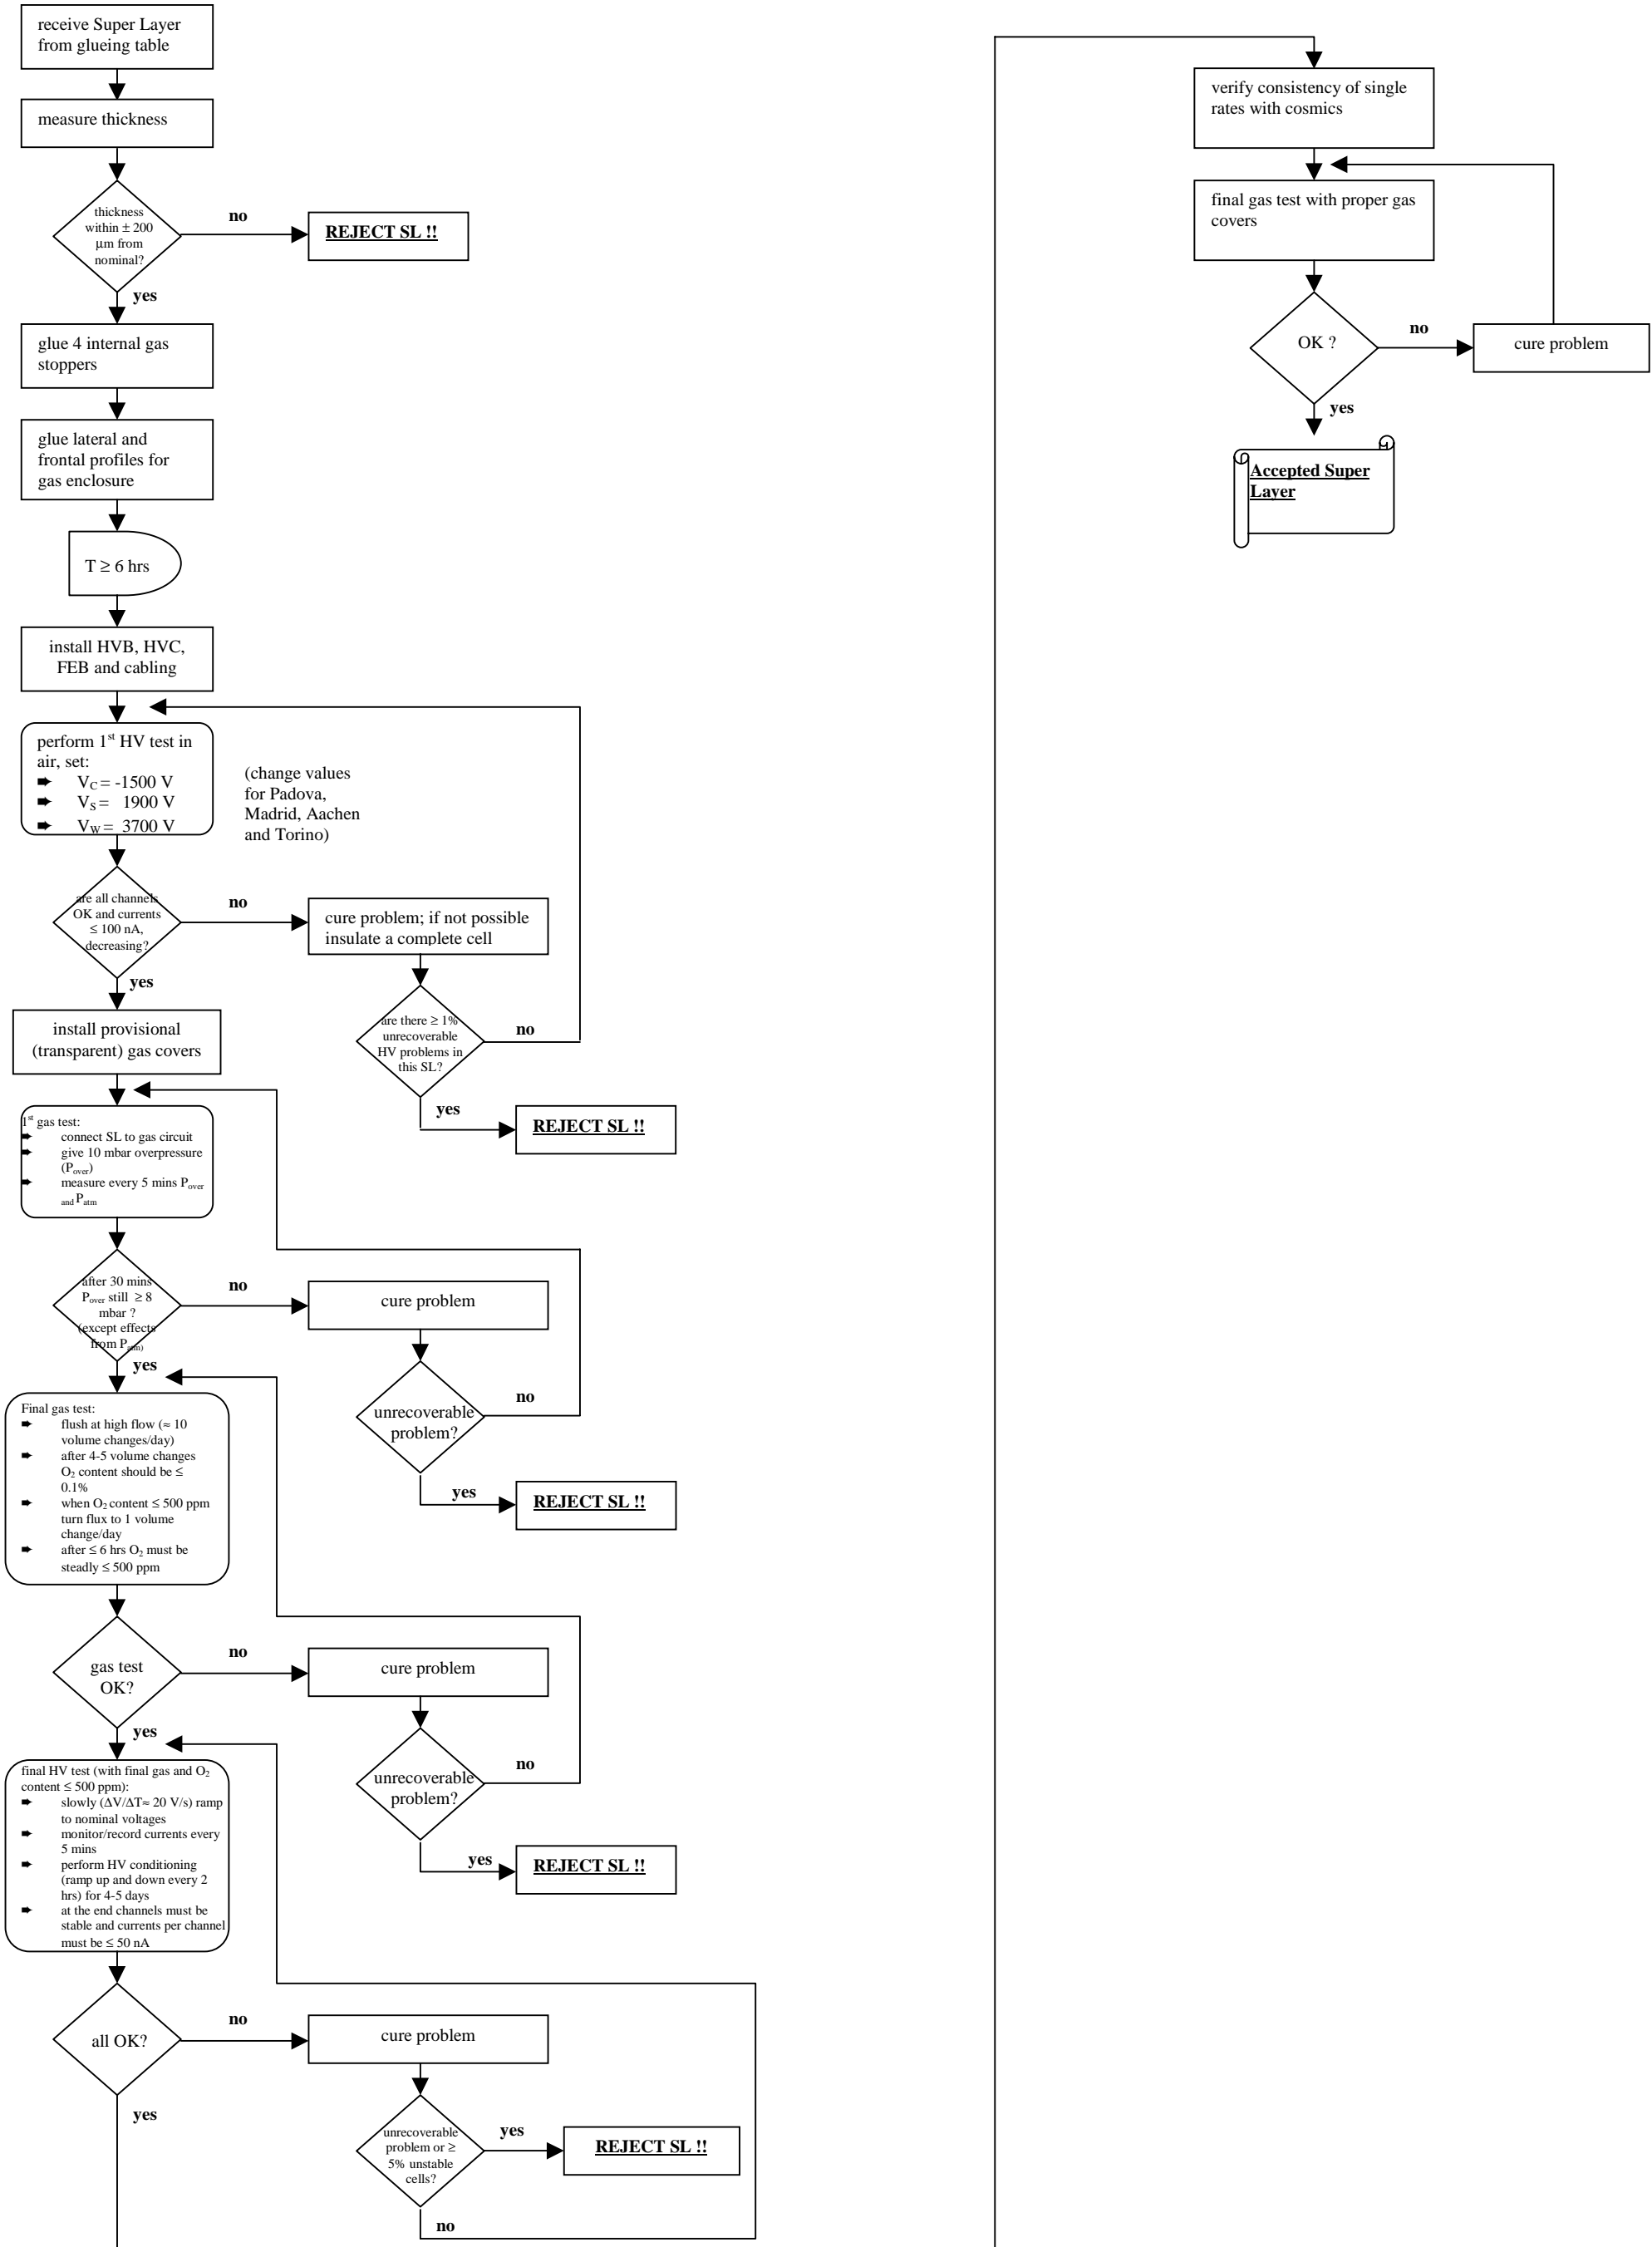 receive Super Layer
from glueing table
measure thickness
thickness
within ± 200
µm from
nominal?
no
REJECT SL !!
yes
glue 4 internal gas
stoppers
glue lateral and
frontal profiles for
gas enclosure
T ≥ 6 hrs
install HVB, HVC,
FEB and cabling
perform 1st HV test in
air, set:
➨ VC = -1500 V
➨ VS = 1900 V
➨ VW = 3700 V
(change values
for Padova,
Madrid, Aachen
and Torino)
are all channels
OK and currents
≤ 100 nA,
decreasing?
no
cure problem; if not possible
insulate a complete cell
yes
are there ≥ 1%
unrecoverable
HV problems in
this SL?
no
yes
REJECT SL !!
install provisional
(transparent) gas covers
1st gas test:
➨ connect SL to gas circuit
➨ give 10 mbar overpressure
(Pover)
➨ measure every 5 mins Pover
and Patm
after 30 mins
Pover still ≥ 8
mbar ?
(except effects
from Patm)
no
cure problem
yes
unrecoverable
problem?
no
yes
REJECT SL !!
Final gas test:
➨ flush at high flow (≈ 10
volume changes/day)
➨ after 4-5 volume changes
O2 content should be ≤
0.1%
➨ when O2 content ≤ 500 ppm
turn flux to 1 volume
change/day
➨ after ≤ 6 hrs O2 must be
steadly ≤ 500 ppm
gas test
OK?
no
cure problem
yes
unrecoverable
problem?
no
yes
REJECT SL !!
final HV test (with final gas and O2
content ≤ 500 ppm):
➨ slowly (ΔV/ΔT≈ 20 V/s) ramp
to nominal voltages
➨ monitor/record currents every
5 mins
➨ perform HV conditioning
(ramp up and down every 2
hrs) for 4-5 days
➨ at the end channels must be
stable and currents per channel
must be ≤ 50 nA
all OK?
no
cure problem
yes
unrecoverable
problem or ≥
5% unstable
cells?
yes
REJECT SL !!
no
verify consistency of single
rates with cosmics
final gas test with proper gas
covers
OK ?
no
cure problem
yes
Accepted Super
Layer